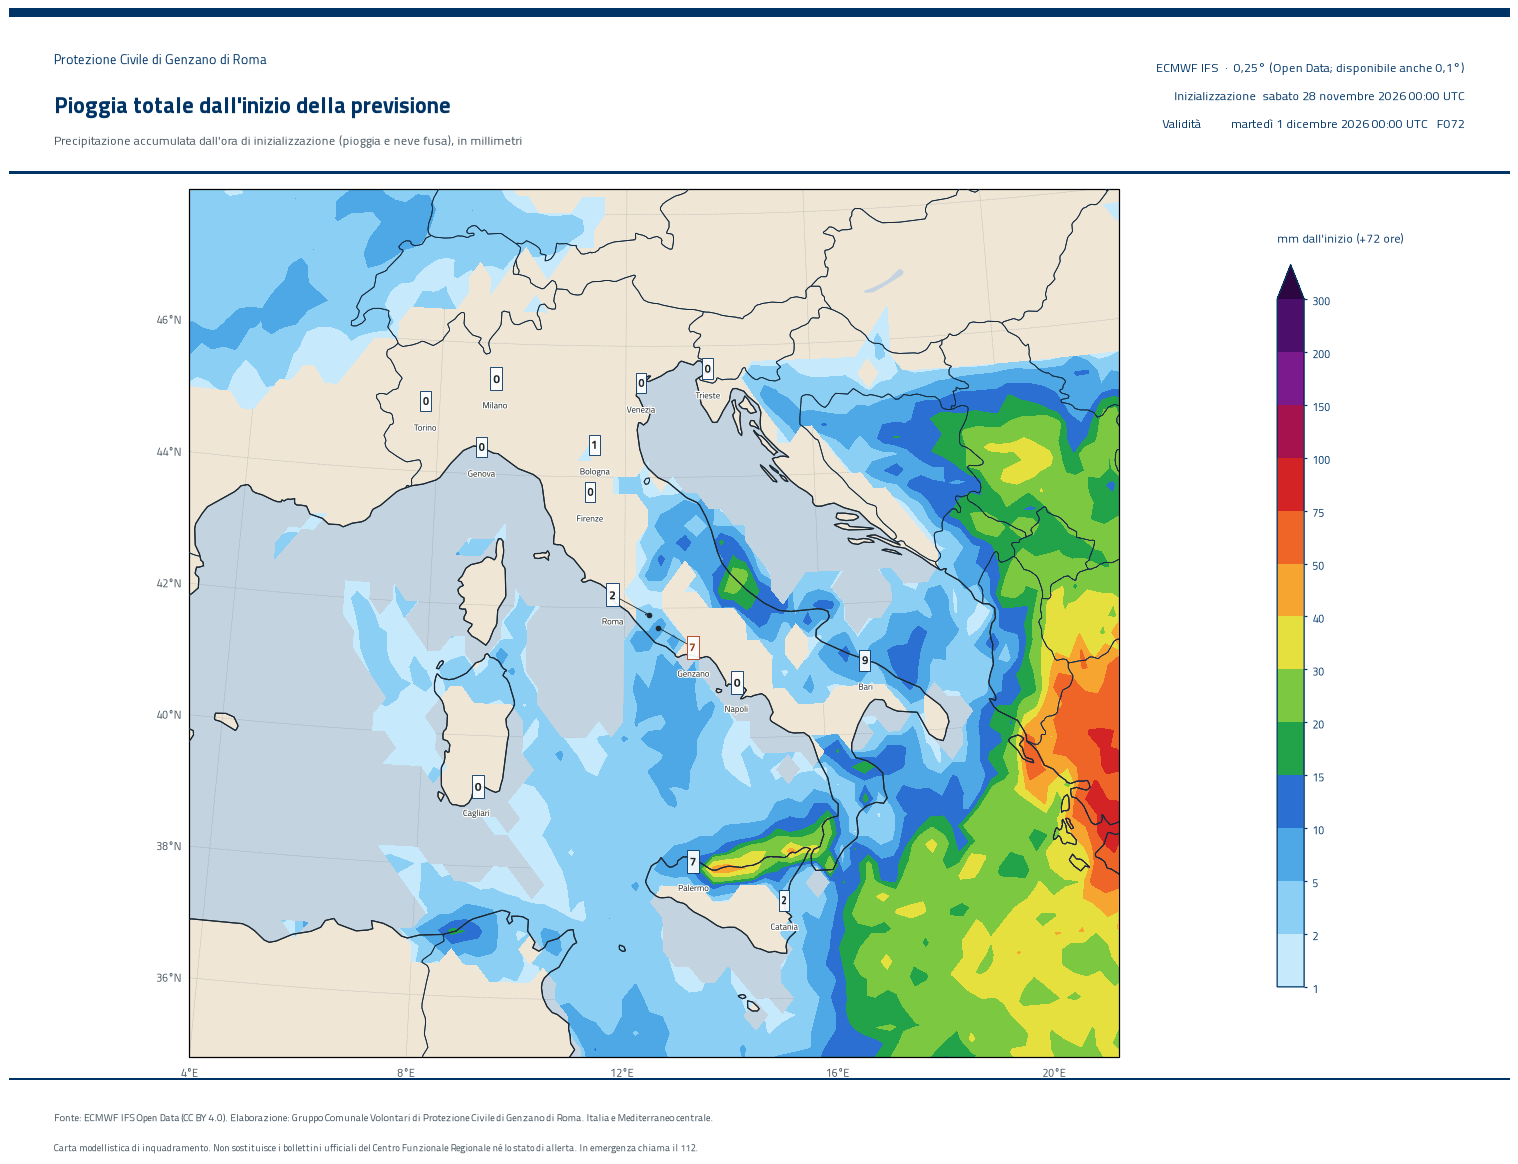 Protezione Civile di Genzano di Roma
Pioggia totale dall'inizio della previsione
Precipitazione accumulata dall'ora di inizializzazione (pioggia e neve fusa), in millimetri
ECMWF IFS · 0,25° (Open Data; disponibile anche 0,1°)
Inizializzazione sabato 28 novembre 2026 00:00 UTC
Validità martedì 1 dicembre 2026 00:00 UTC F072
mm dall'inizio (+72 ore)
300
200
150
100
75
50
40
30
20
15
10
5
2
1
46°N
44°N
42°N
40°N
38°N
36°N
4°E
8°E
12°E
16°E
20°E
0
Trieste
0
Milano
0
Venezia
0
Torino
0
Genova
1
Bologna
0
Firenze
2
Roma
7
Genzano
9
Bari
0
Napoli
0
Cagliari
7
Palermo
2
Catania
Fonte: ECMWF IFS Open Data (CC BY 4.0). Elaborazione: Gruppo Comunale Volontari di Protezione Civile di Genzano di Roma. Italia e Mediterraneo centrale.
Carta modellistica di inquadramento. Non sostituisce i bollettini ufficiali del Centro Funzionale Regionale né lo stato di allerta. In emergenza chiama il 112.